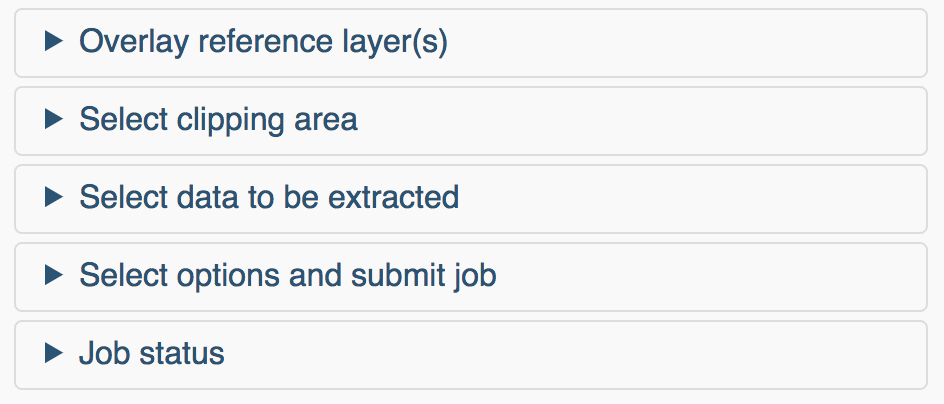 Overlay reference layer(s)
Select clipping area
Select data to be extracted
Select options and submit job
Job status